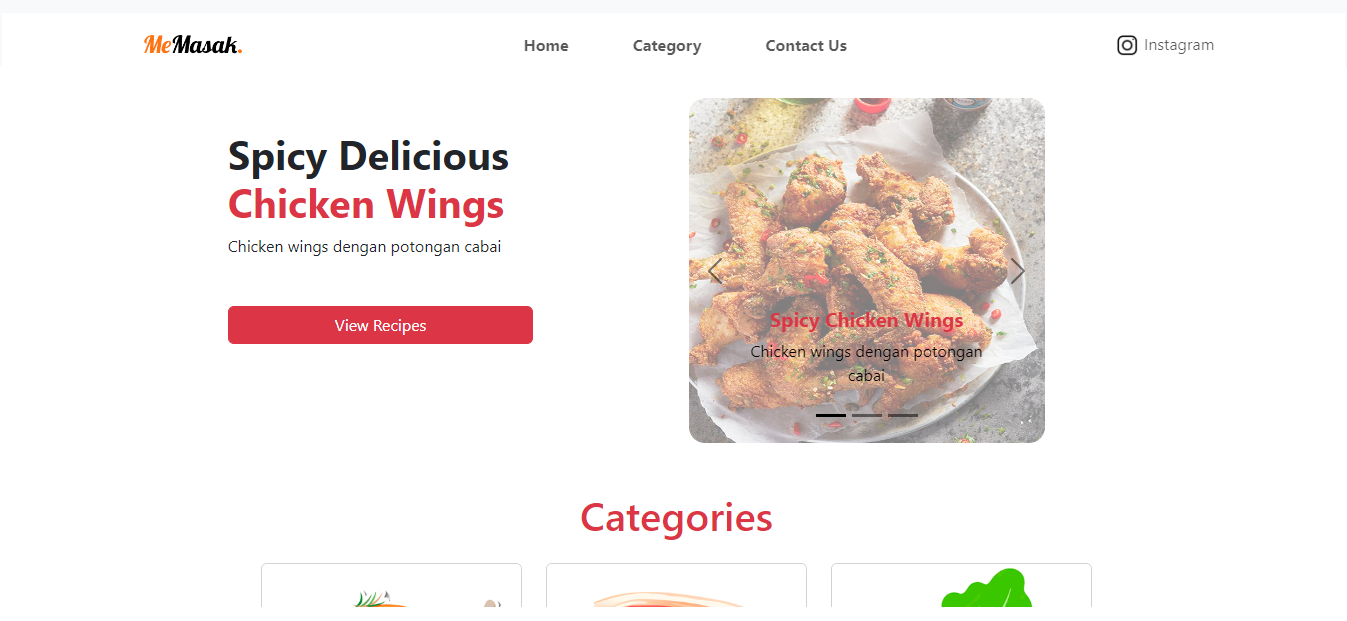 MeMasak.
Home
Category
Contact Us
Instagram
Spicy Delicious
Chicken Wings
Chicken wings dengan potongan cabai
View Recipes
Spicy Chicken Wings
Chicken wings dengan potongan
cabai
Categories